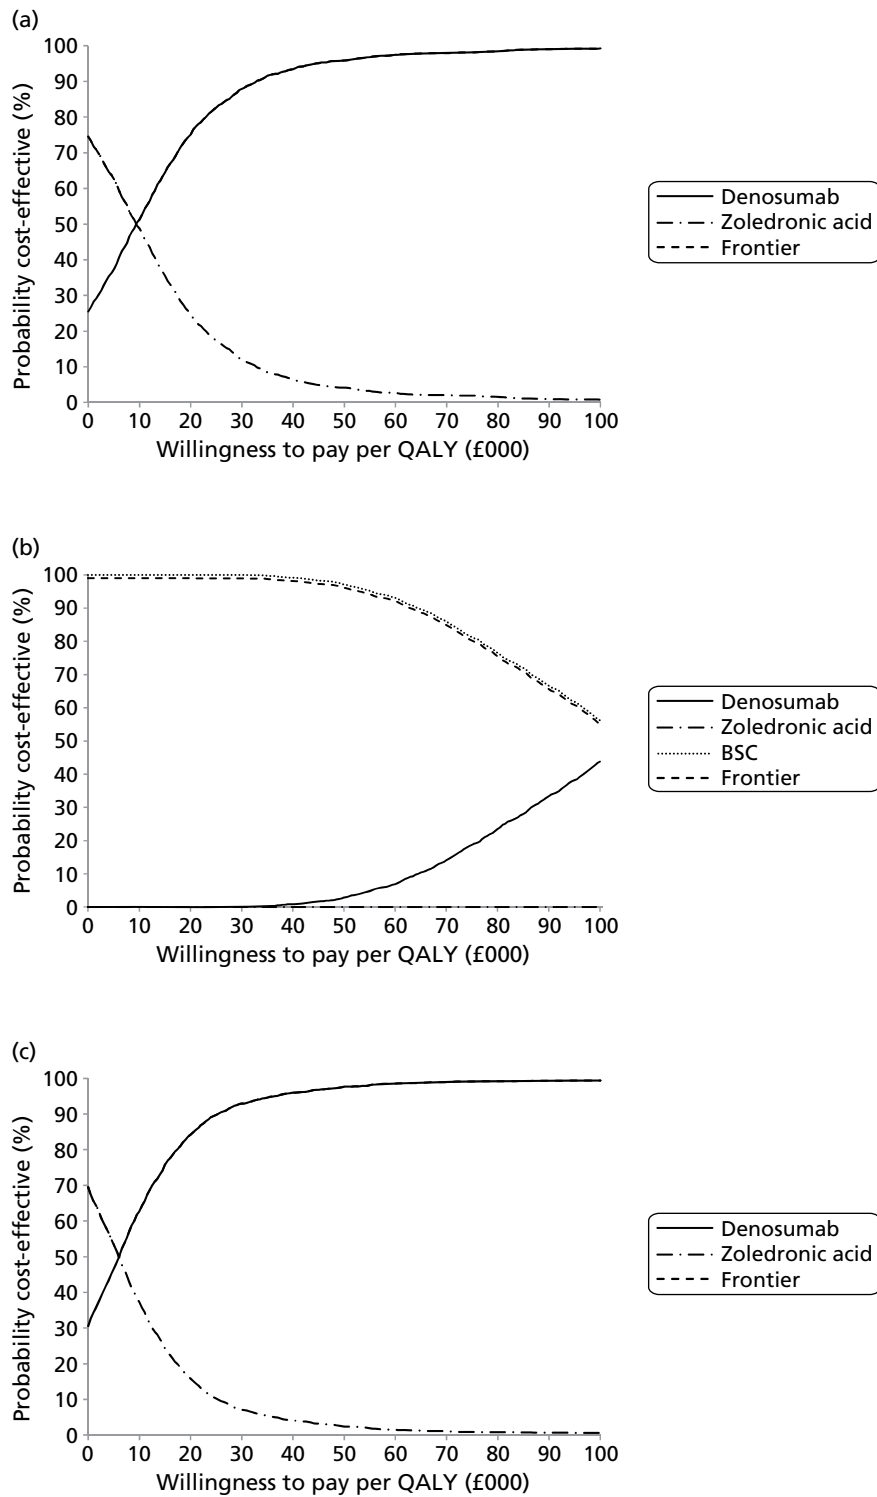 (a)
Probability cost-effective (%)
100
90
80
70
60
50
40
30
20
10
0
0 10 20 30 40 50 60 70 80 90 100
Willingness to pay per QALY (£000)
Denosumab
Zoledronic acid
Frontier
(b)
Probability cost-effective (%)
100
90
80
70
60
50
40
30
20
10
0
0 10 20 30 40 50 60 70 80 90 100
Willingness to pay per QALY (£000)
Denosumab
Zoledronic acid
BSC
Frontier
(c)
Probability cost-effective (%)
100
90
80
70
60
50
40
30
20
10
0
0 10 20 30 40 50 60 70 80 90 100
Willingness to pay per QALY (£000)
Denosumab
Zoledronic acid
Frontier